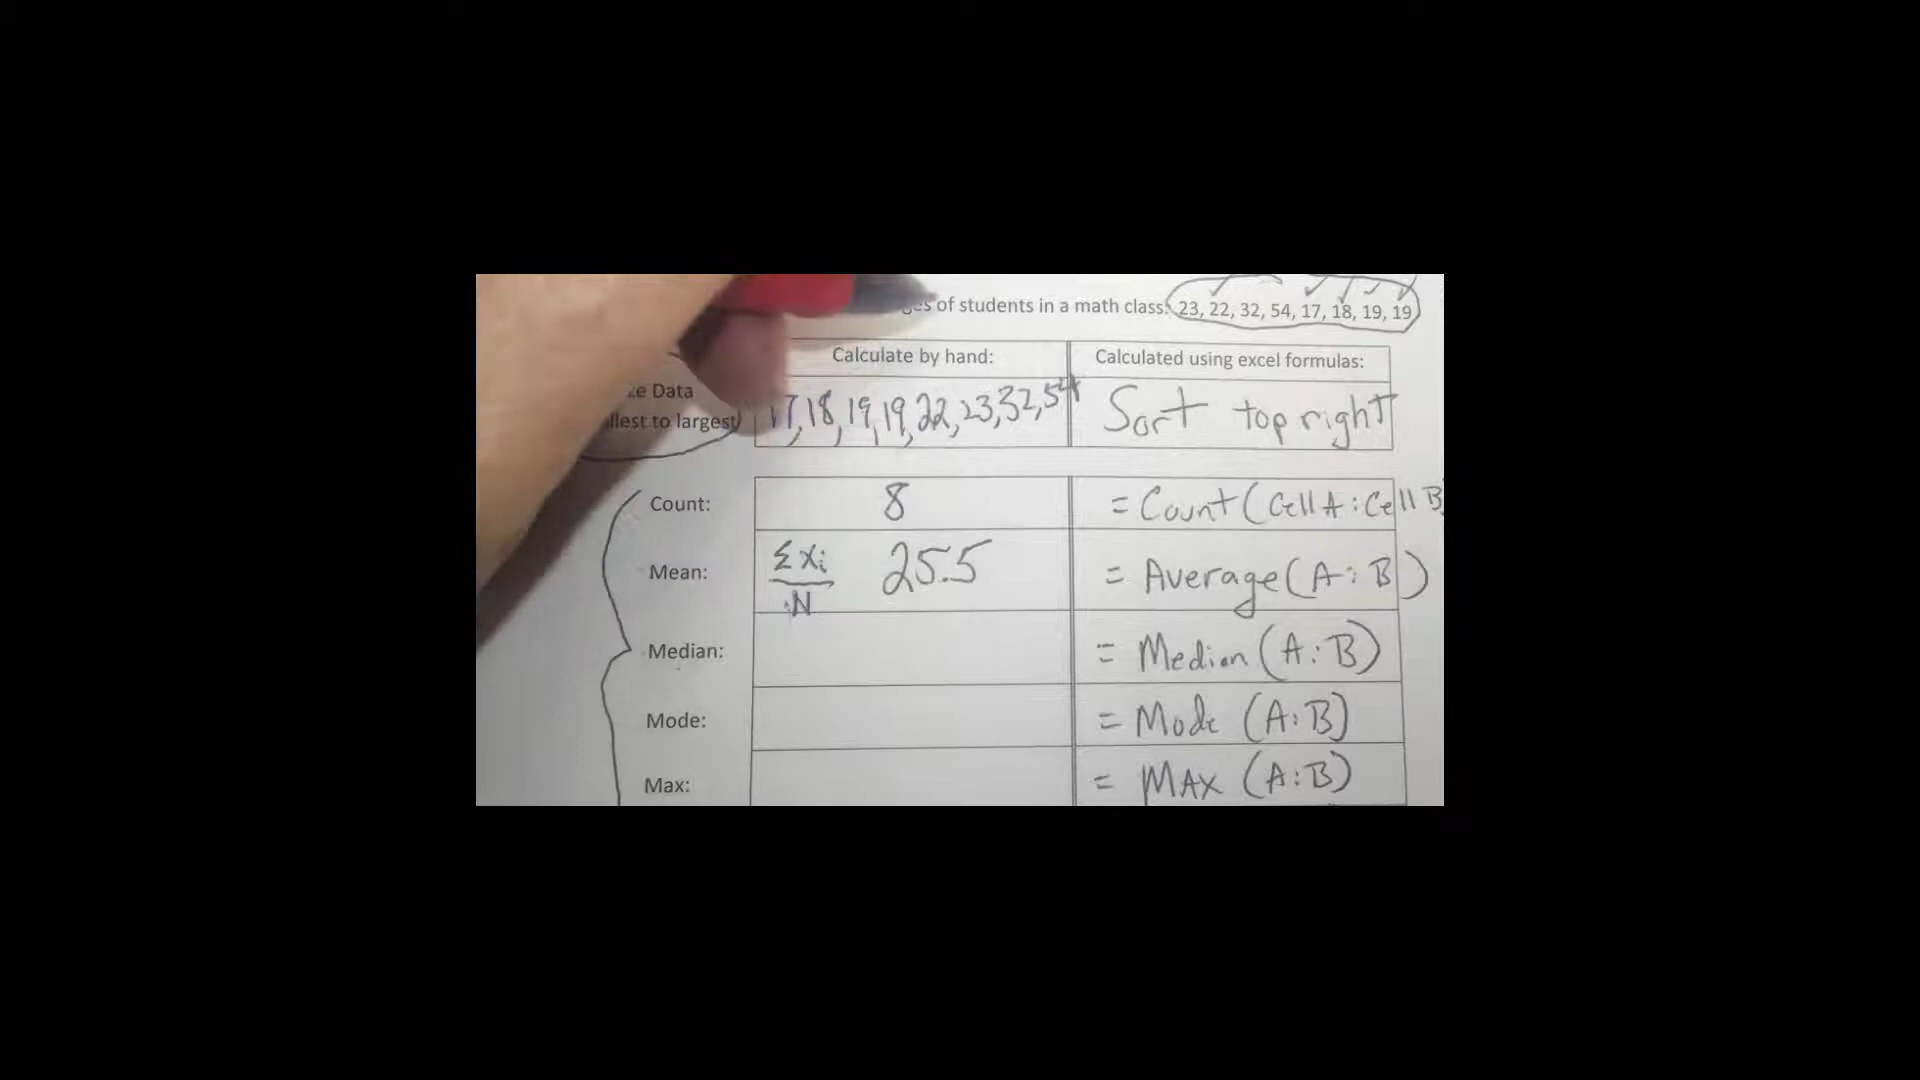 of students in a math class: 23, 22, 32, 54, 17, 18, 19, 19
Calculate by hand: Calculated using excel formulas:
Data
to largest) 17, 18, 19, 19, 22, 23, 32, 54 Sort top right
Count: 8 = Count (Cell A : Cell B)
Mean: Σxi/N 25.5 = Average (A : B)
Median: = Median (A : B)
Mode: = Mode (A : B)
Max: = MAX (A : B)